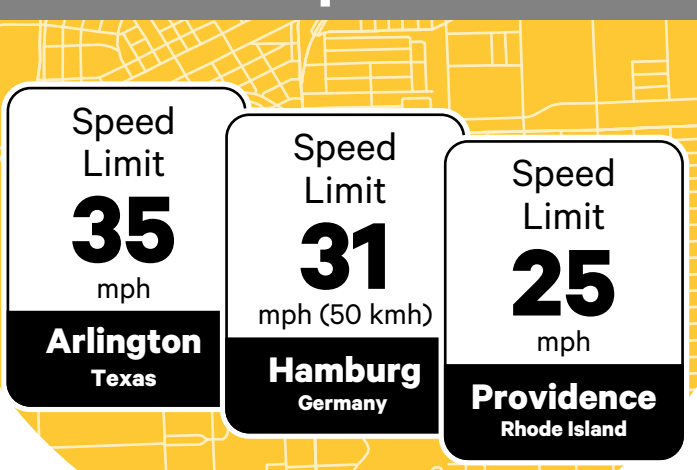 Speed
Limit
35
mph
Arlington
Texas
Speed
Limit
31
mph (50 kmh)
Hamburg
Germany
Speed
Limit
25
mph
Providence
Rhode Island